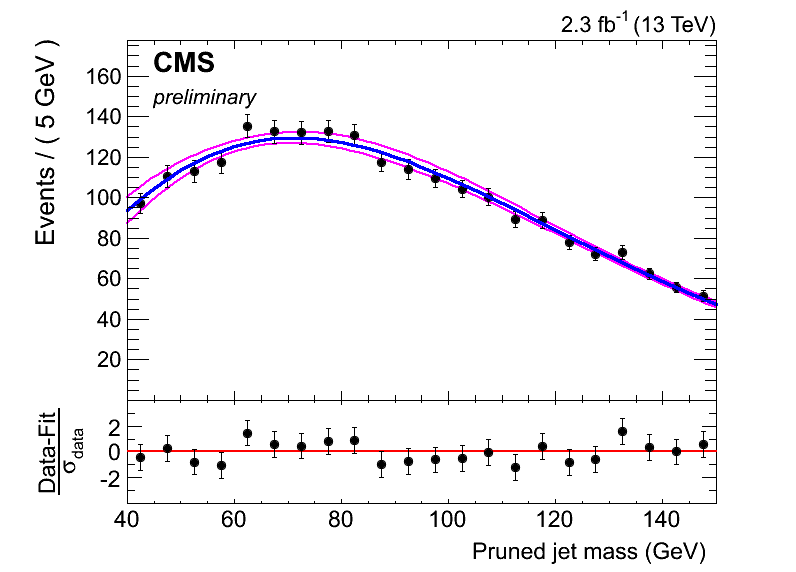 2.3 fb⁻¹ (13 TeV)
CMS
preliminary
Events / ( 5 GeV )
160
140
120
100
80
60
40
20
Data-Fit
σdata
2
0
-2
40 60 80 100 120 140
Pruned jet mass (GeV)